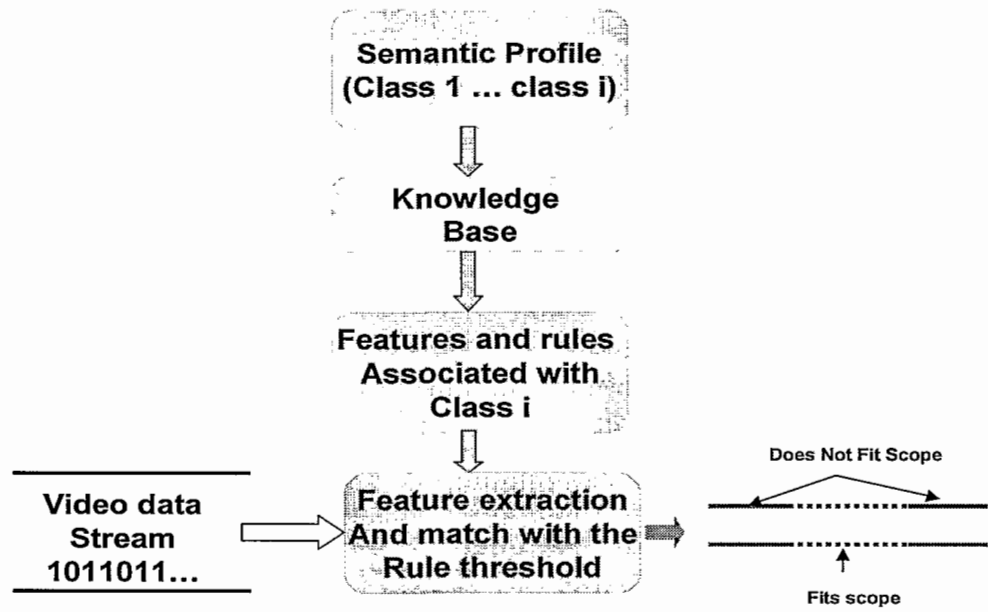 Semantic Profile
(Class 1 ... class i)
Knowledge
Base
Features and rules
Associated with
Class i
Video data
Stream
1011011...
Feature extraction
And match with the
Rule threshold
Does Not Fit Scope
Fits scope